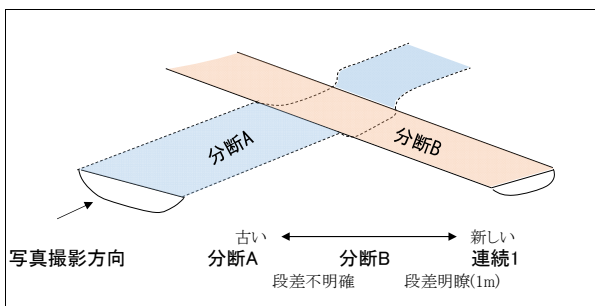 分断A
分断B
写真撮影方向
古い 新しい
分断A 分断B 連続1
段差不明確 段差明瞭(1m)